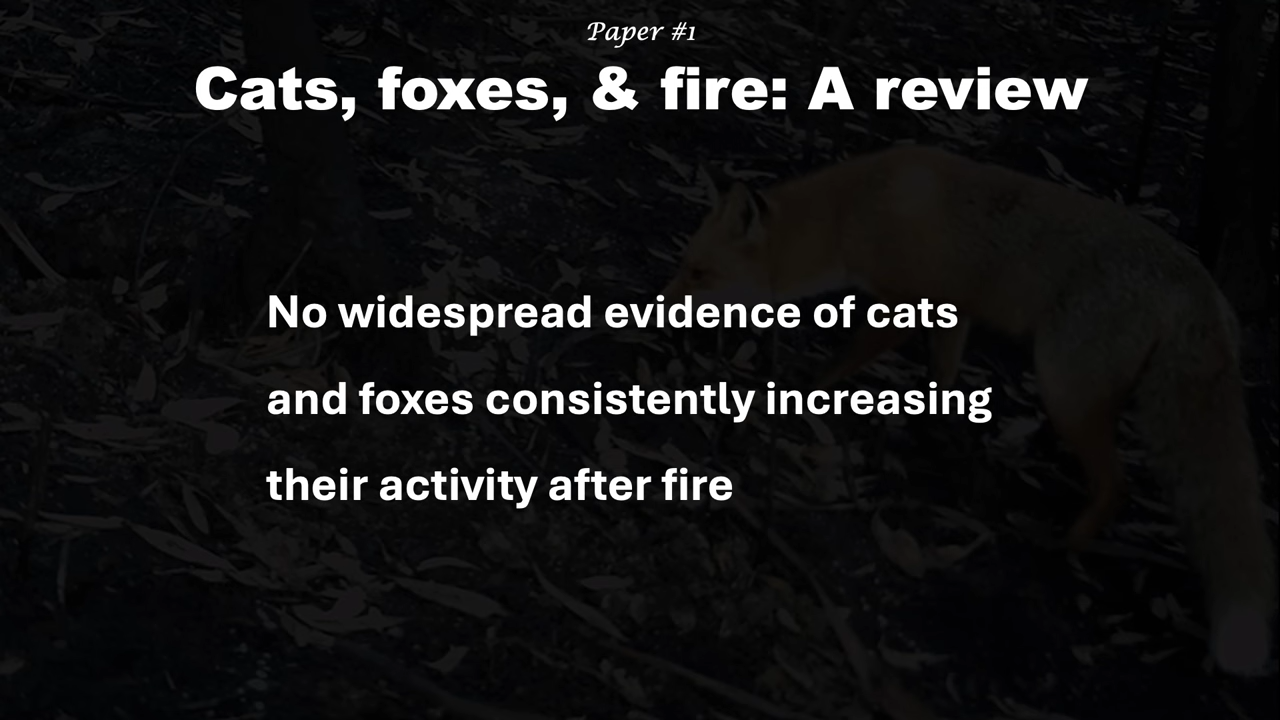 Paper #1
Cats, foxes, & fire: A review
No widespread evidence of cats
and foxes consistently increasing
their activity after fire